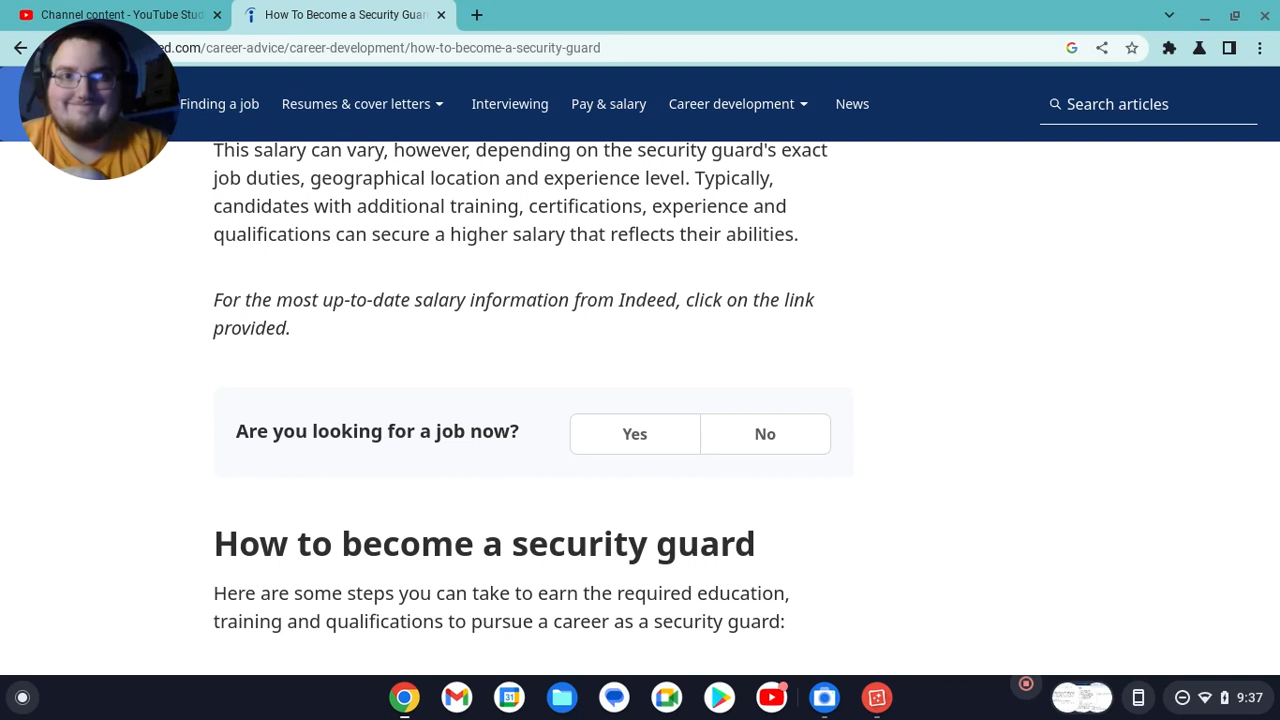 Channel content - YouTube Stud
How To Become a Security Guar
ed.com/career-advice/career-development/how-to-become-a-security-guard
Finding a job
Resumes & cover letters
Interviewing
Pay & salary
Career development
News
Search articles
This salary can vary, however, depending on the security guard's exact
job duties, geographical location and experience level. Typically,
candidates with additional training, certifications, experience and
qualifications can secure a higher salary that reflects their abilities.
For the most up-to-date salary information from Indeed, click on the link
provided.
Are you looking for a job now?
Yes
No
How to become a security guard
Here are some steps you can take to earn the required education,
training and qualifications to pursue a career as a security guard:
31
9:37